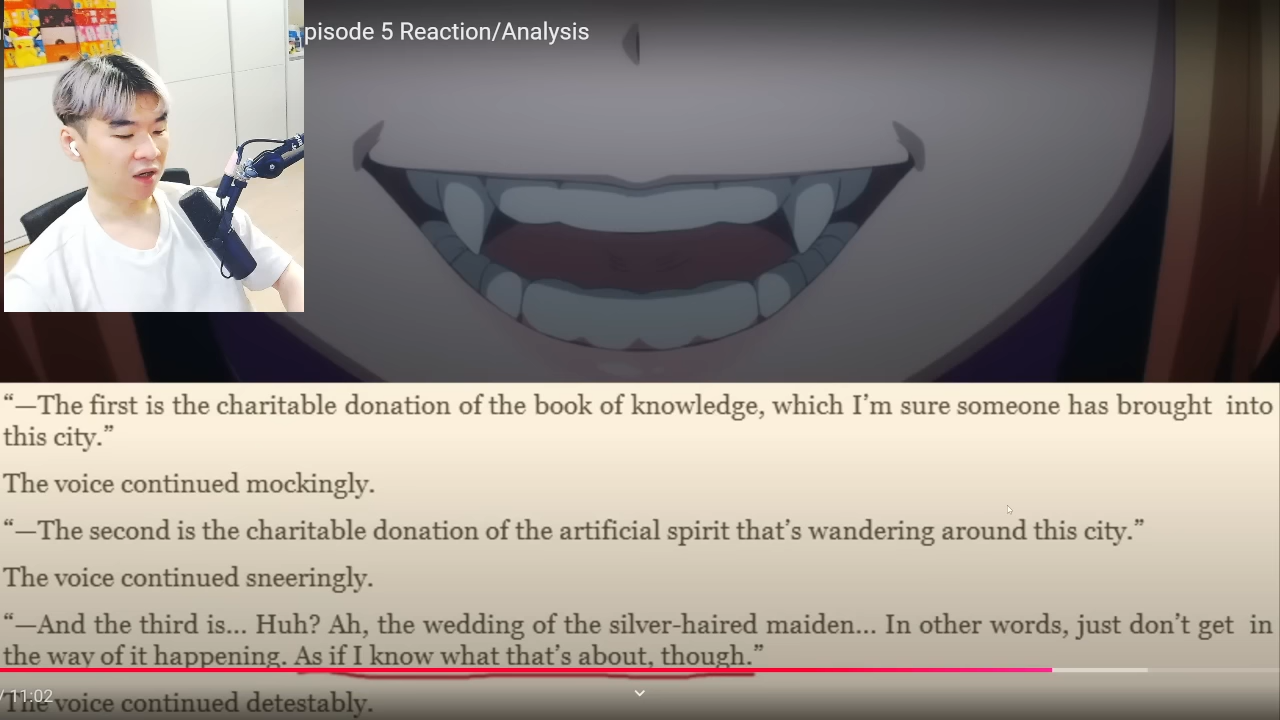 pisode 5 Reaction/Analysis
“—The first is the charitable donation of the book of knowledge, which I’m sure someone has brought into
this city.”
The voice continued mockingly.
“—The second is the charitable donation of the artificial spirit that’s wandering around this city.”
The voice continued sneeringly.
“—And the third is... Huh? Ah, the wedding of the silver-haired maiden... In other words, just don’t get in
the way of it happening. As if I know what that’s about, though.”
/ 11:02
The voice continued detestably.